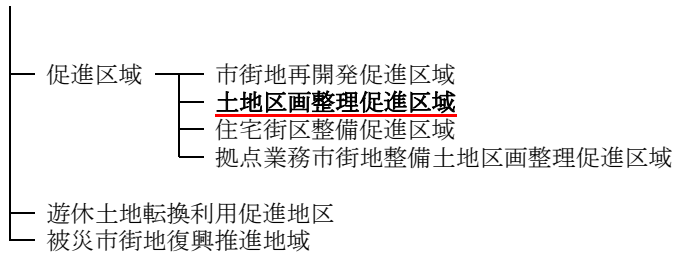 促進区域
市街地再開発促進区域
土地区画整理促進区域
住宅街区整備促進区域
拠点業務市街地整備土地区画整理促進区域
遊休土地転換利用促進地区
被災市街地復興推進地域